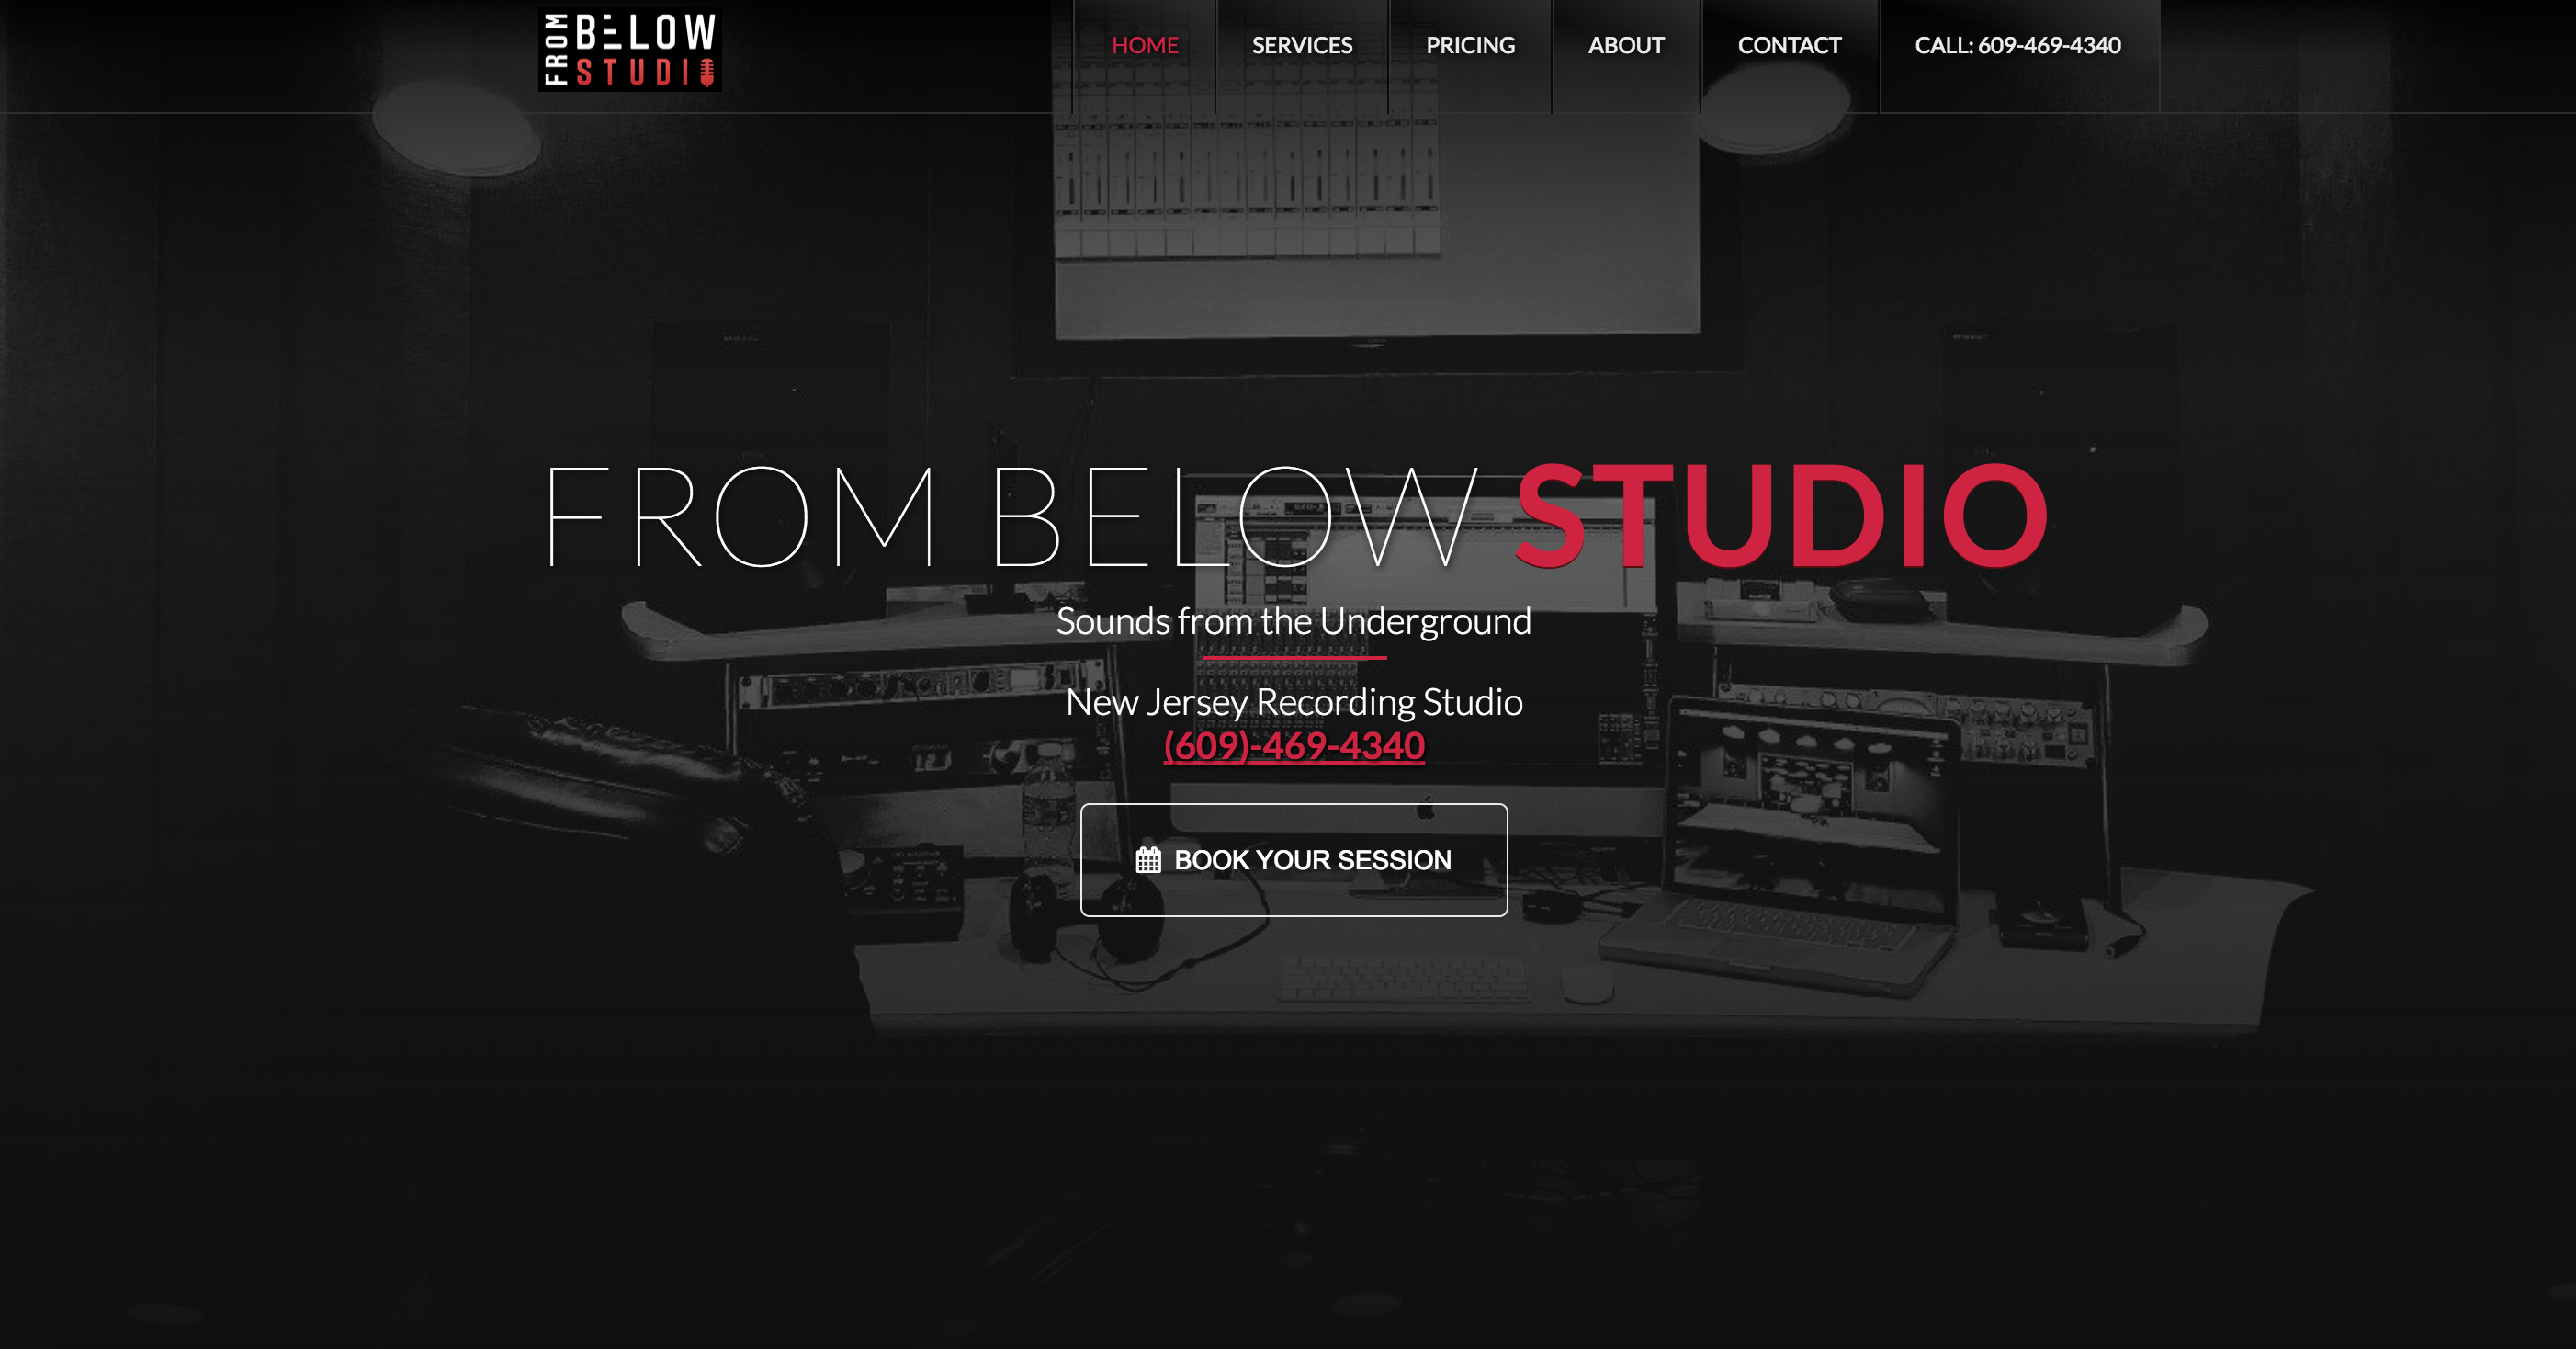 FROM
BELOW
STUDIO
HOME
SERVICES
PRICING
ABOUT
CONTACT
CALL: 609-469-4340
FROM BELOW STUDIO
Sounds from the Underground
New Jersey Recording Studio
(609)-469-4340
BOOK YOUR SESSION